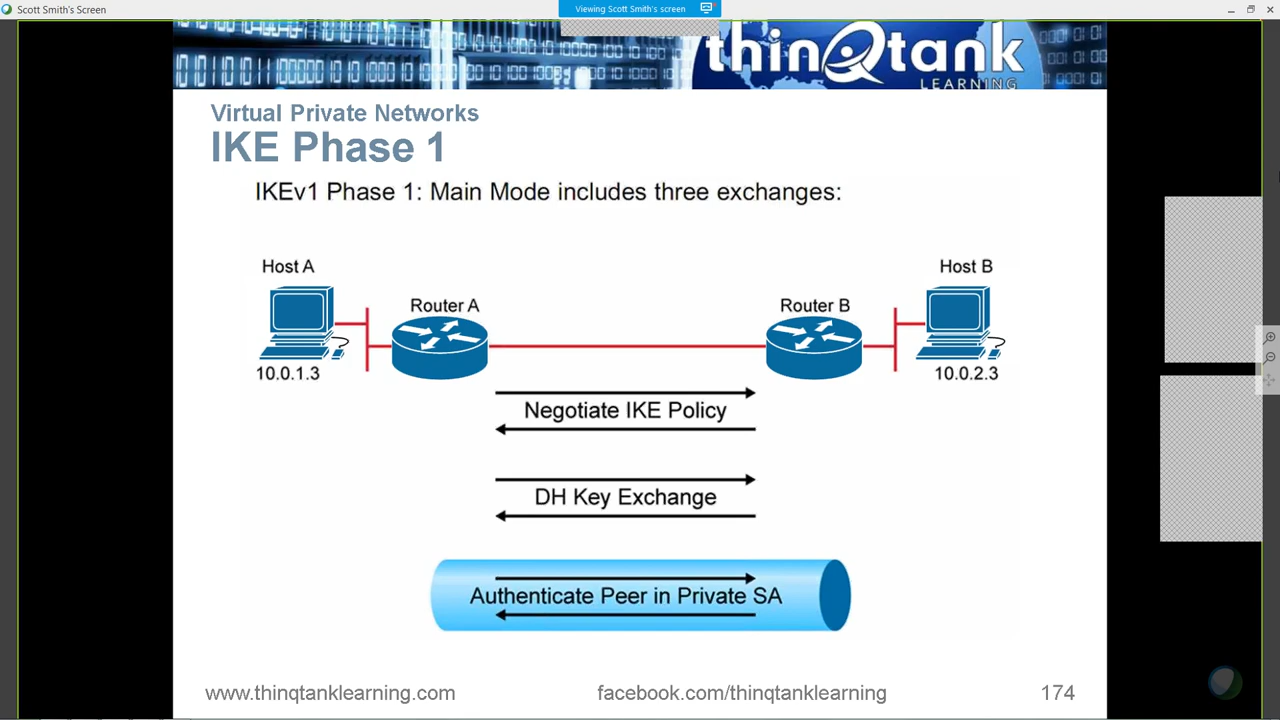 Scott Smith's Screen
Viewing Scott Smith's screen
thinQtank
LEARNING
Virtual Private Networks
IKE Phase 1
IKEv1 Phase 1: Main Mode includes three exchanges:
Host A
Host B
Router A
Router B
10.0.1.3
10.0.2.3
Negotiate IKE Policy
DH Key Exchange
Authenticate Peer in Private SA
www.thinqtanklearning.com
facebook.com/thinqtanklearning
174